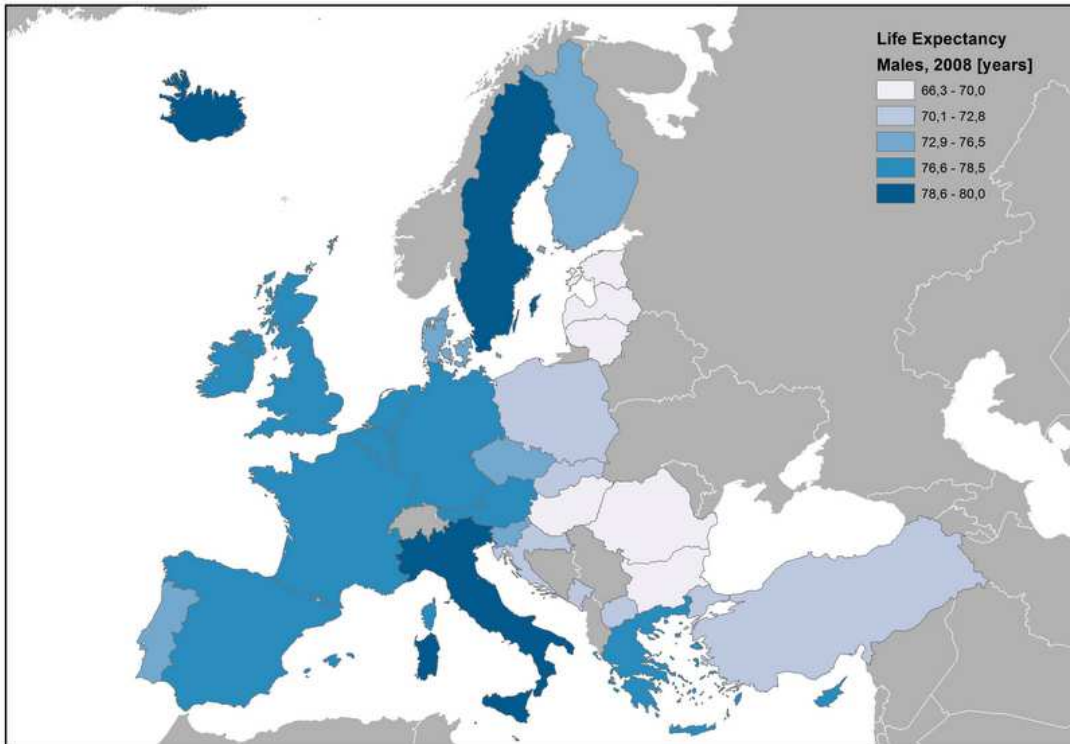 Life Expectancy
Males, 2008 [years]
66,3 - 70,0
70,1 - 72,8
72,9 - 76,5
76,6 - 78,5
78,6 - 80,0